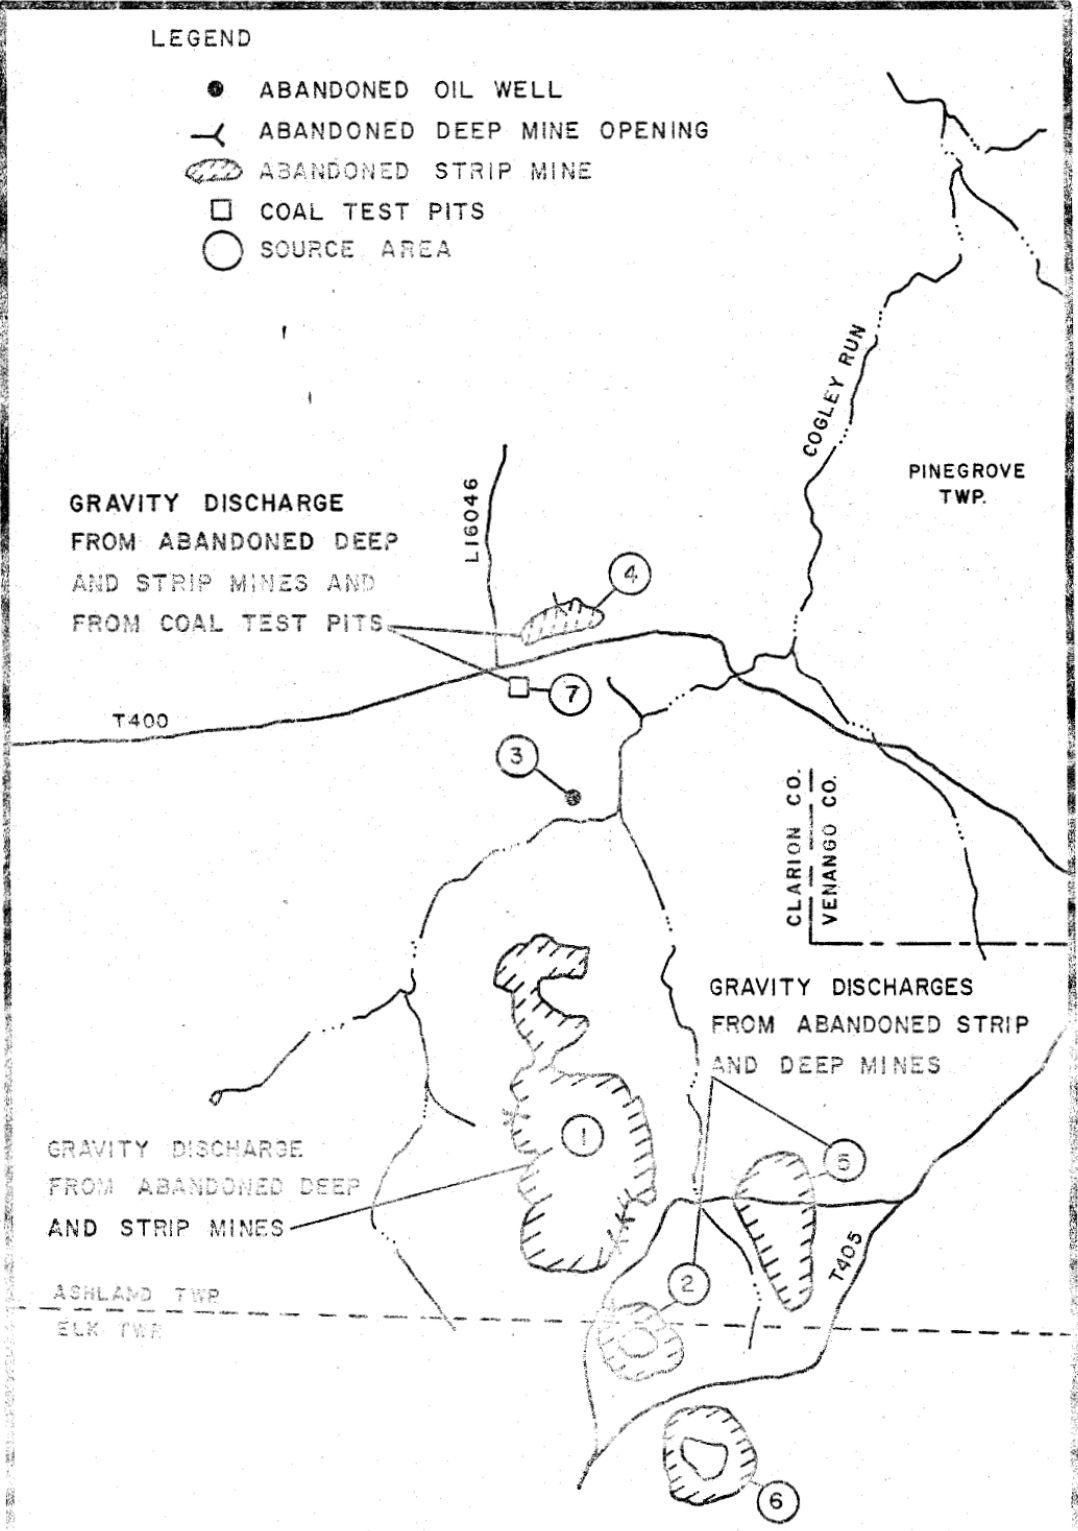 LEGEND
ABANDONED OIL WELL
ABANDONED DEEP MINE OPENING
ABANDONED STRIP MINE
COAL TEST PITS
SOURCE AREA
COGLEY RUN
PINEGROVE
TWP.
GRAVITY DISCHARGE
FROM ABANDONED DEEP
AND STRIP MINES AND
FROM COAL TEST PITS
L16046
4
7
T400
3
CLARION CO.
VENANGO CO.
GRAVITY DISCHARGES
FROM ABANDONED STRIP
AND DEEP MINES
1
5
GRAVITY DISCHARGE
FROM ABANDONED DEEP
AND STRIP MINES
T405
2
ASHLAND TWP.
ELK TWP.
6